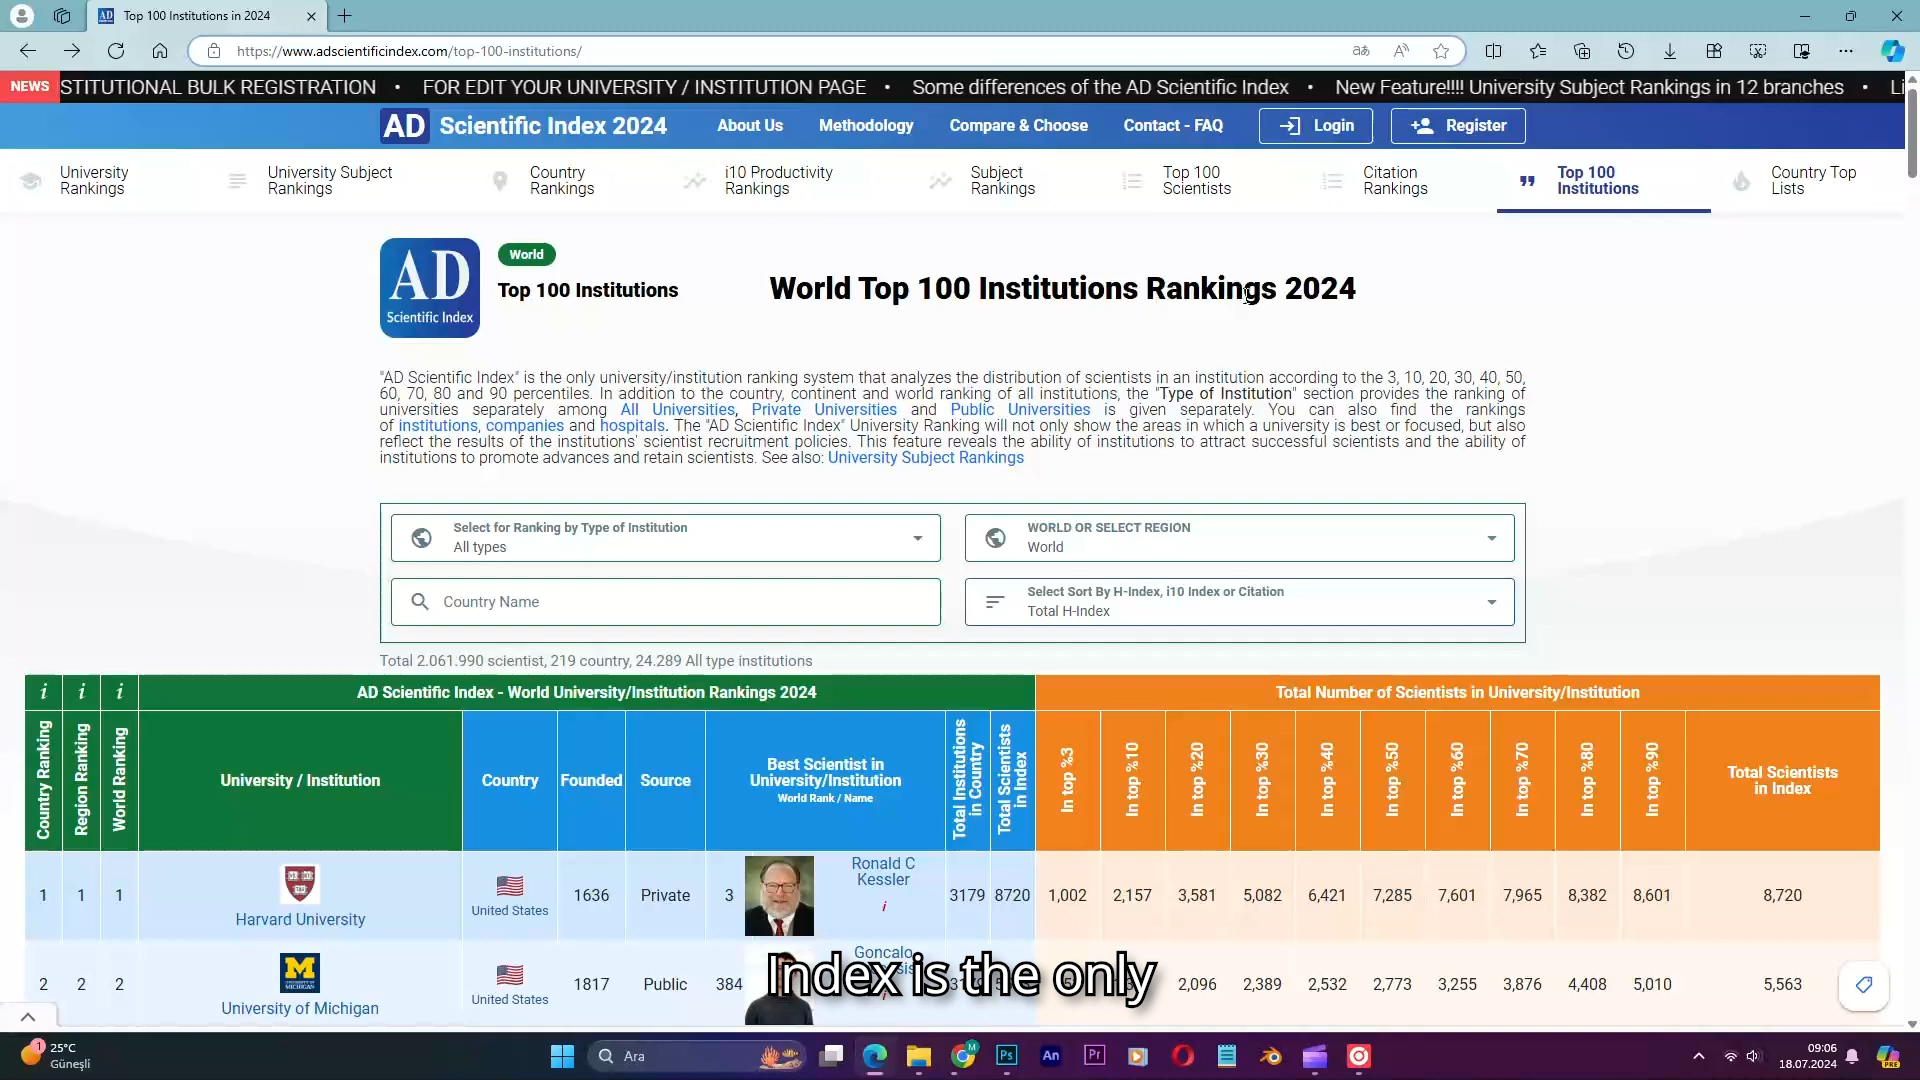 Top 100 Institutions in 2024
https://www.adscientificindex.com/top-100-institutions/
NEWS
STITUTIONAL BULK REGISTRATION • FOR EDIT YOUR UNIVERSITY / INSTITUTION PAGE • Some differences of the AD Scientific Index • New Feature!!!! University Subject Rankings in 12 branches • Li
AD Scientific Index 2024
About Us
Methodology
Compare & Choose
Contact - FAQ
Login
Register
University
Rankings
University Subject
Rankings
Country
Rankings
i10 Productivity
Rankings
Subject
Rankings
Top 100
Scientists
Citation
Rankings
Top 100
Institutions
Country Top
Lists
AD
Scientific Index
World
Top 100 Institutions
World Top 100 Institutions Rankings 2024
"AD Scientific Index" is the only university/institution ranking system that analyzes the distribution of scientists in an institution according to the 3, 10, 20, 30, 40, 50,
60, 70, 80 and 90 percentiles. In addition to the country, continent and world ranking of all institutions, the "Type of Institution" section provides the ranking of
universities separately among All Universities, Private Universities and Public Universities is given separately. You can also find the rankings
of institutions, companies and hospitals. The "AD Scientific Index" University Ranking will not only show the areas in which a university is best or focused, but also
reflect the results of the institutions' scientist recruitment policies. This feature reveals the ability of institutions to attract successful scientists and the ability of
institutions to promote advances and retain scientists. See also: University Subject Rankings
Select for Ranking by Type of Institution
All types
WORLD OR SELECT REGION
World
Country Name
Select Sort By H-Index, i10 Index or Citation
Total H-Index
Total 2.061.990 scientist, 219 country, 24.289 All type institutions
i i i
AD Scientific Index - World University/Institution Rankings 2024
Total Number of Scientists in University/Institution
Country Ranking
Region Ranking
World Ranking
University / Institution
Country
Founded
Source
Best Scientist in
University/Institution
World Rank / Name
Total Institutions
in Country
Total Scientists
in Index
In top %3
In top %10
In top %20
In top %30
In top %40
In top %50
In top %60
In top %70
In top %80
In top %90
Total Scientists
in Index
1 1 1 Harvard University United States 1636 Private 3 Ronald C
Kessler
i
3179 8720 1,002 2,157 3,581 5,082 6,421 7,285 7,601 7,965 8,382 8,601 8,720
2 2 2 University of Michigan United States 1817 Public 384 Goncalo
2,096 2,389 2,532 2,773 3,255 3,876 4,408 5,010 5,563
Index is the only
1
25°C
Güneşli
Ara
M
Ps
An
Pr
09:06
18.07.2024
PRE